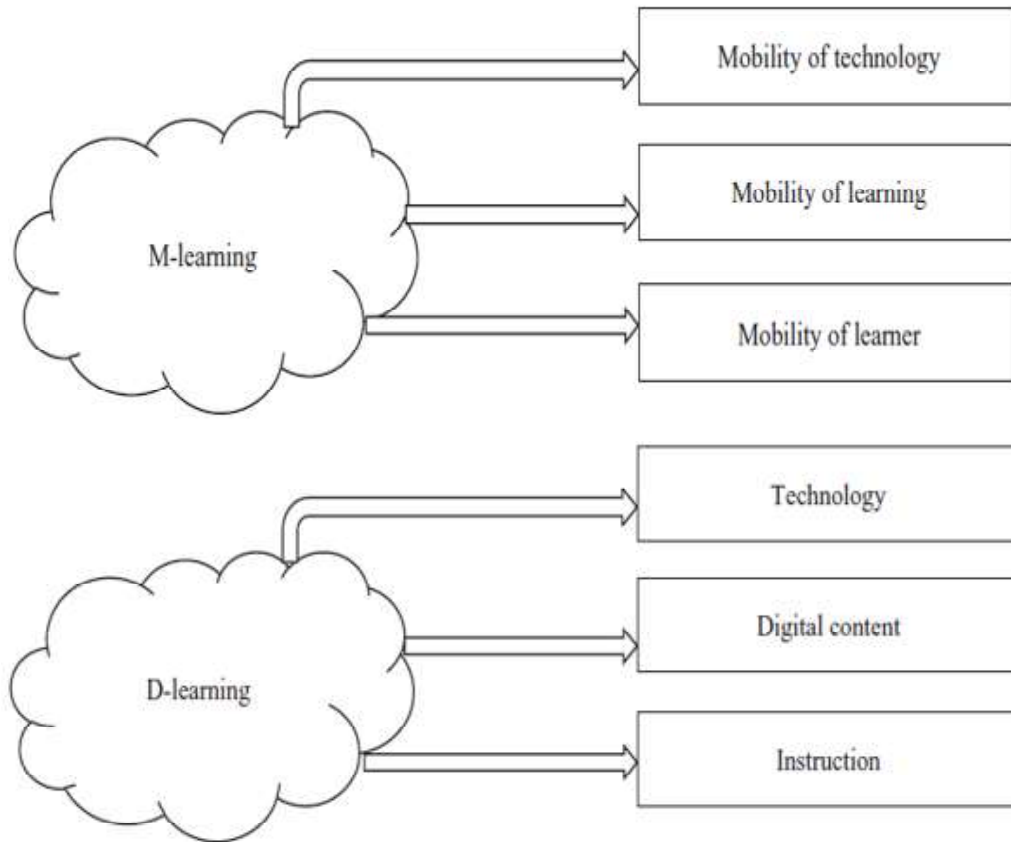 Mobility of technology
Mobility of learning
M-learning
Mobility of learner
Technology
Digital content
D-learning
Instruction